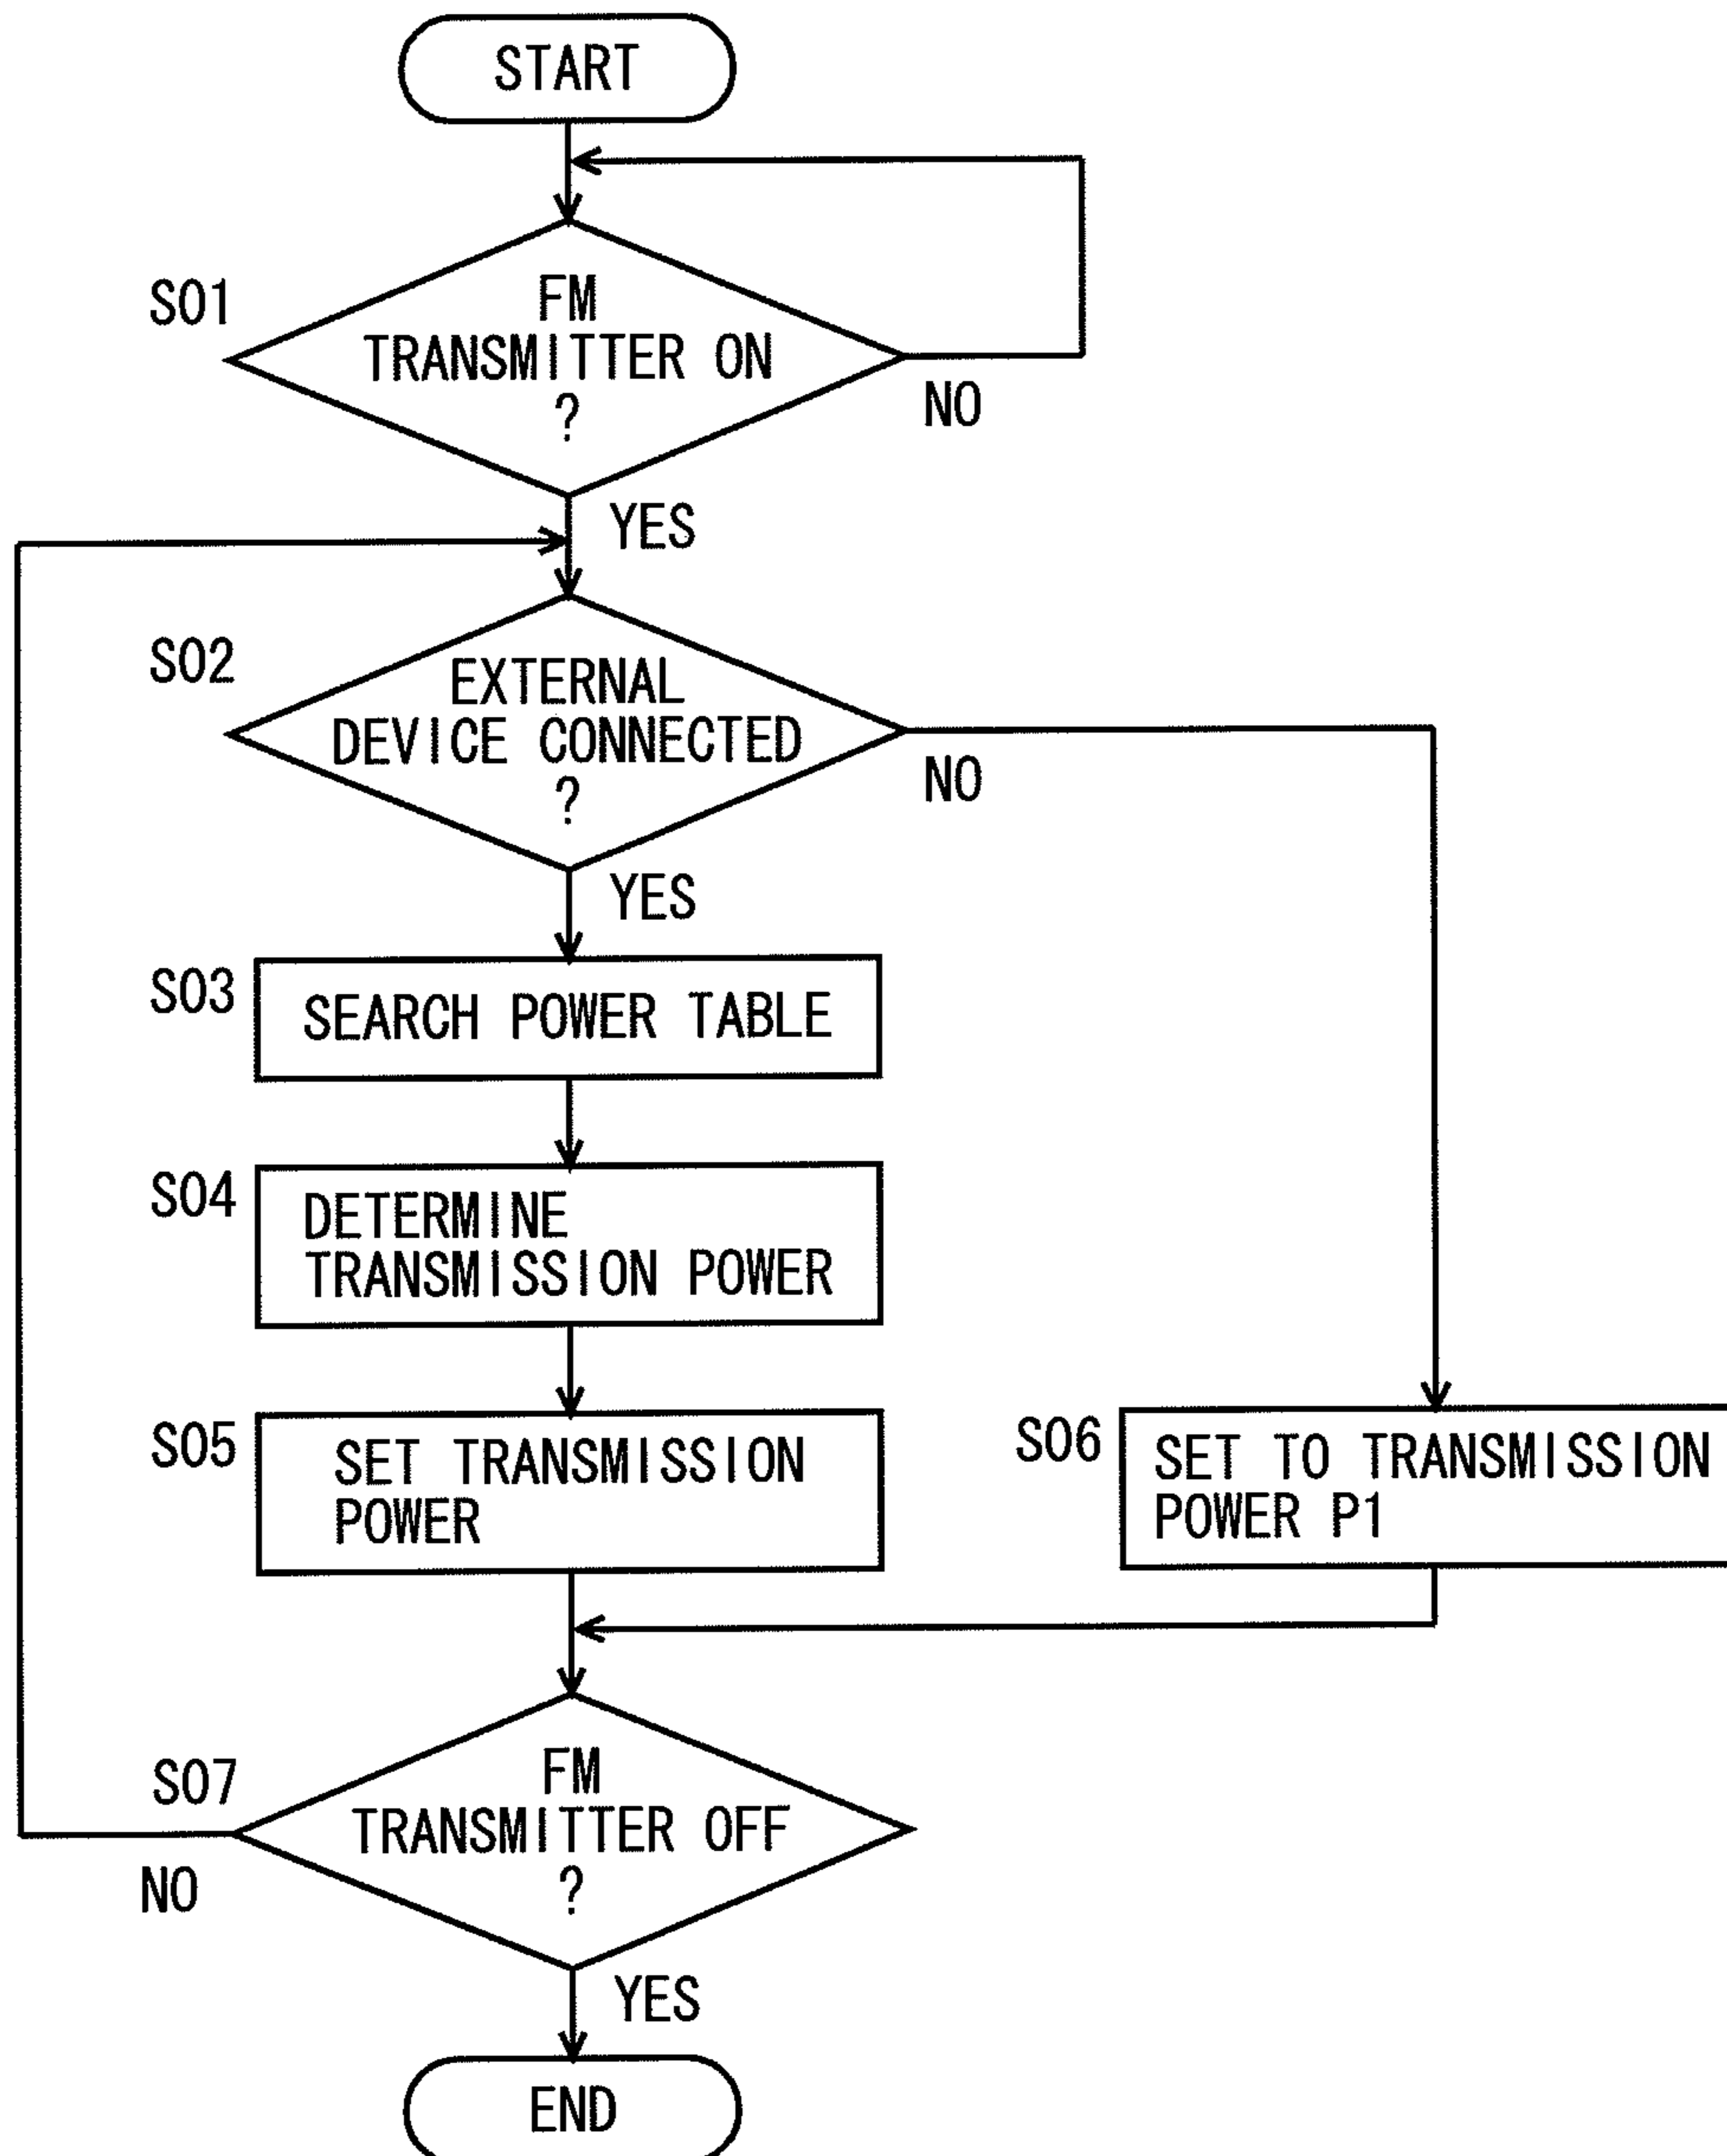 START
S01
FM
TRANSMITTER ON
?
NO
YES
S02
EXTERNAL
DEVICE CONNECTED
?
NO
YES
S03
SEARCH POWER TABLE
S04
DETERMINE
TRANSMISSION POWER
S05
SET TRANSMISSION
POWER
S06
SET TO TRANSMISSION
POWER P1
S07
FM
TRANSMITTER OFF
?
NO
YES
END